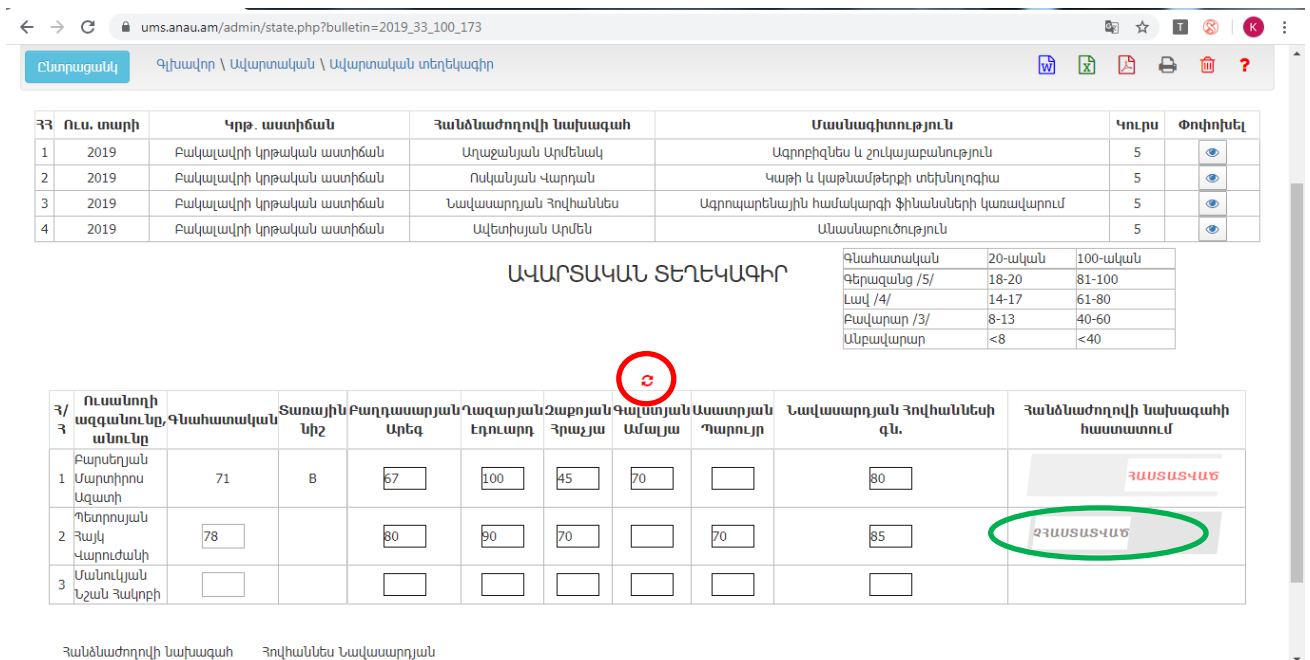 ums.anau.am/admin/state.php?bulletin=2019_33_100_173
Ընտրացանկ Գլխավոր \ Ավարտական \ Ավարտական տեղեկագիր
ՀՀ Ուս. տարի Կրթ. աստիճան Հանձնաժողովի նախագահ Մասնագիտություն Կուրս Փոփոխել
1 2019 Բակալավրի կրթական աստիճան Աղաջանյան Արմենակ Ագրոբիզնես և շուկայաբանություն 5
2 2019 Բակալավրի կրթական աստիճան Ոսկանյան Վարդան Կաթի և կաթնամթերքի տեխնոլոգիա 5
3 2019 Բակալավրի կրթական աստիճան Նավասարդյան Հովհաննես Ագրոպարենային համակարգի ֆինանսների կառավարում 5
4 2019 Բակալավրի կրթական աստիճան Ավետիսյան Արմեն Անասնաբուծություն 5
ԱՎԱՐՏԱԿԱՆ ՏԵՂԵԿԱԳԻՐ
Գնահատական 20-ական 100-ական
Գերազանց /5/ 18-20 81-100
Լավ /4/ 14-17 61-80
Բավարար /3/ 8-13 40-60
Անբավարար <8 <40
Հ/
Հ
Ուսանողի
ազգանունը,
անունը
Գնահատական
Տառային
նիշ
Բաղդասարյան
Արեգ
Ղազարյան
Էդուարդ
Զաքոյան
Հրաչյա
Գալստյան
Ամալյա
Ասատրյան
Պարույր
Նավասարդյան Հովհաննեսի
գն.
Հանձնաժողովի նախագահի
հաստատում
1
Բարսեղյան
Մարտիրոս
Ազատի
71 B 67 100 45 70 80 ՀԱՍՏԱՏՎԱԾ
2
Պետրոսյան
Հայկ
Վարուժանի
78 80 90 70 70 85 ՉՀԱՍՏԱՏՎԱԾ
3
Մանուկյան
Նշան Հակոբի
Հանձնաժողովի նախագահ Հովհաննես Նավասարդյան